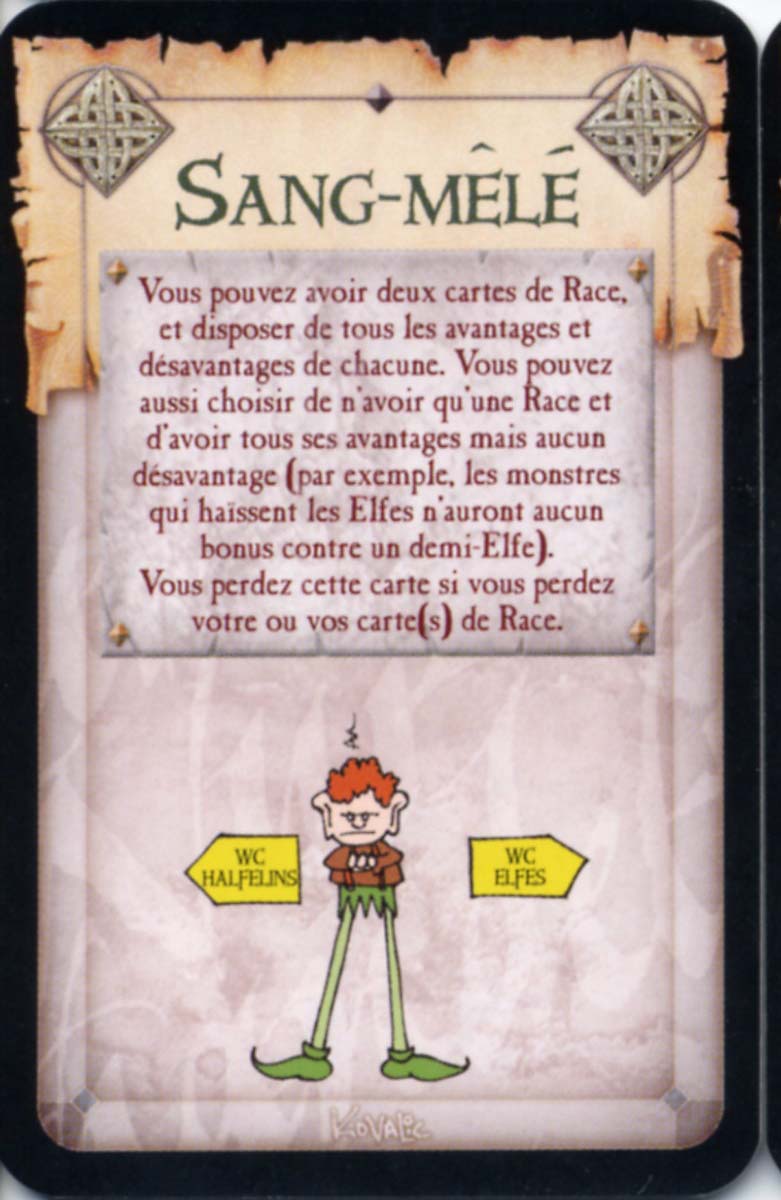 SANG-MÊLÉ
Vous pouvez avoir deux cartes de Race,
et disposer de tous les avantages et
désavantages de chacune. Vous pouvez
aussi choisir de n'avoir qu'une Race et
d'avoir tous ses avantages mais aucun
désavantage (par exemple, les monstres
qui haïssent les Elfes n'auront aucun
bonus contre un demi-Elfe).
Vous perdez cette carte si vous perdez
votre ou vos carte(s) de Race.
WC
HALFELINS
WC
ELFES
KOVALIC